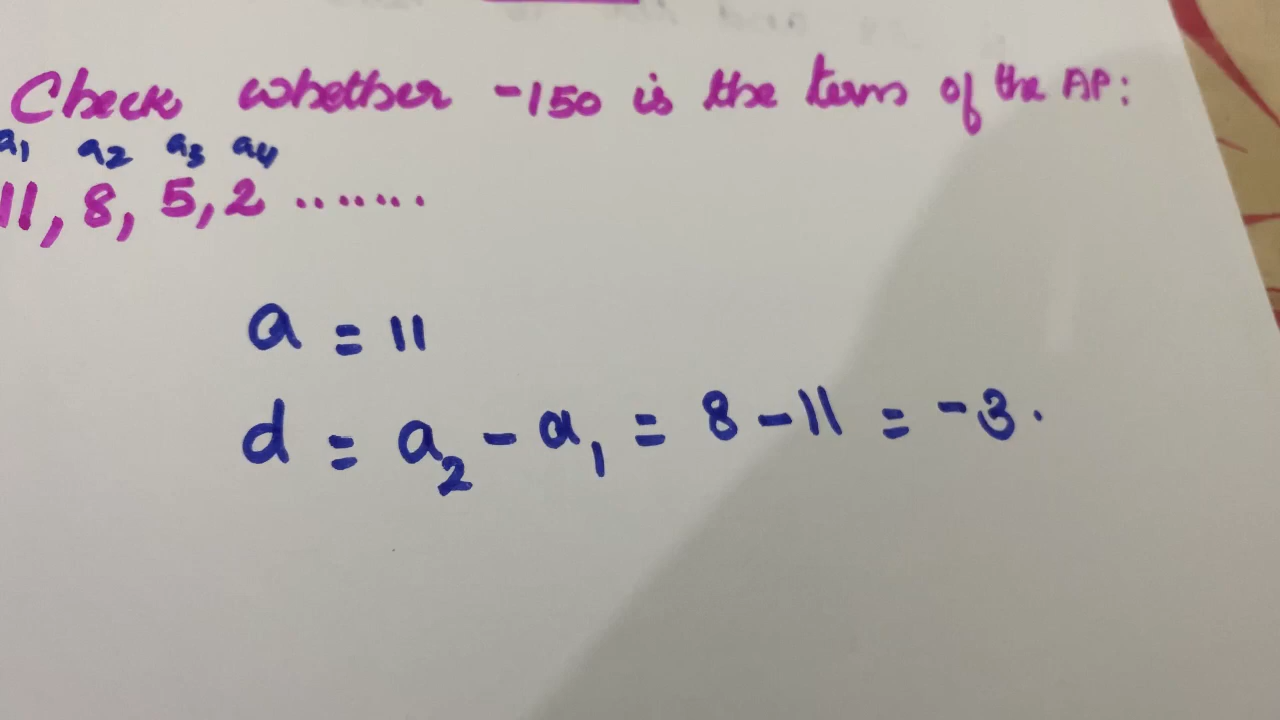 Check whether -150 is the term of the AP:
a1 a2 a3 a4
11, 8, 5, 2 .......
a = 11
d = a2 - a1 = 8 - 11 = -3.